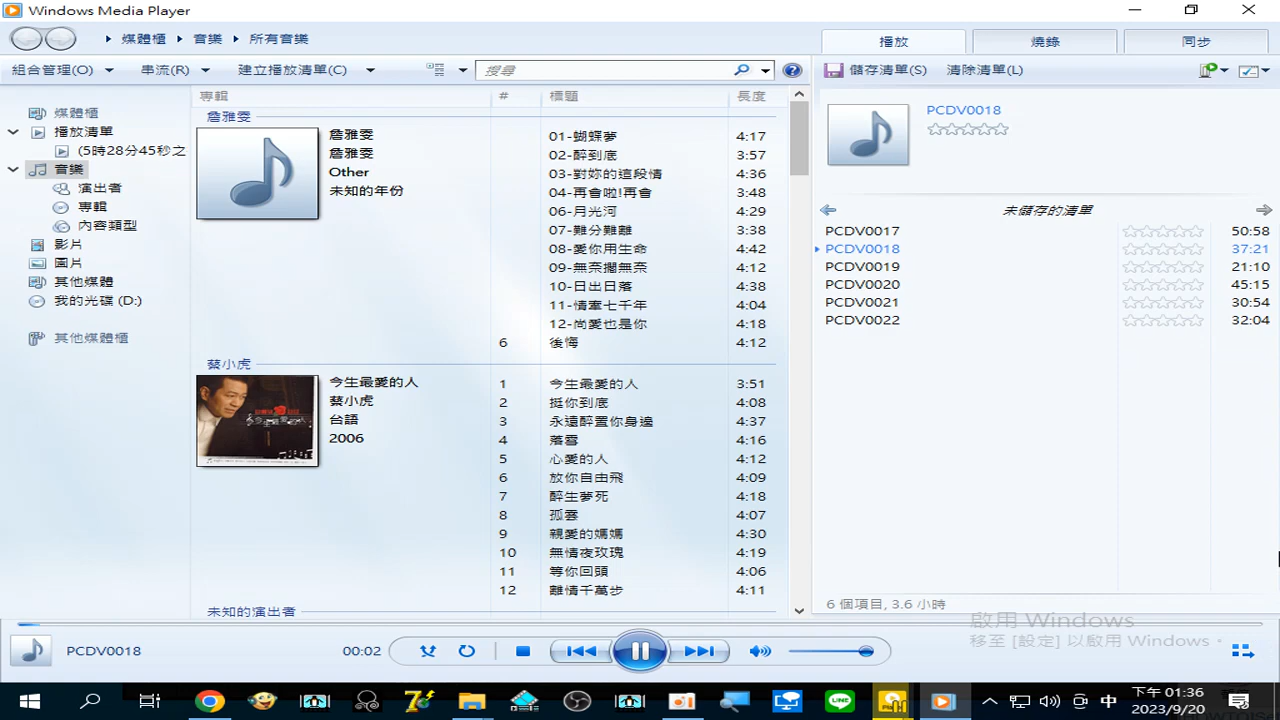 Windows Media Player
媒體櫃 音樂 所有音樂
播放 燒錄 同步
組合管理(O) 串流(R) 建立播放清單(C) 搜尋 儲存清單(S) 清除清單(L)
媒體櫃
播放清單
(5時28分45秒之
音樂
演出者
專輯
內容類型
影片
圖片
其他媒體
我的光碟 (D:)
其他媒體櫃
專輯 # 標題 長度
詹雅雯
詹雅雯
詹雅雯
Other
未知的年份
01-蝴蝶夢 4:17
02-醉到底 3:57
03-對妳的這段情 4:36
04-再會啦!再會 3:48
06-月光河 4:29
07-難分難離 3:38
08-愛你用生命 4:42
09-無奈擱無奈 4:12
10-日出日落 4:38
11-情牽七千年 4:04
12-尚愛也是你 4:18
6 後悔 4:12
蔡小虎
今生最愛的人
蔡小虎
台語
2006
1 今生最愛的人 3:51
2 挺你到底 4:08
3 永遠醉置你身邊 4:37
4 落雪 4:16
5 心愛的人 4:12
6 放你自由飛 4:09
7 醉生夢死 4:18
8 孤雲 4:07
9 親愛的媽媽 4:30
10 無情夜玫瑰 4:19
11 等你回頭 4:06
12 離情千萬步 4:11
未知的演出者
PCDV0018
未儲存的清單
PCDV0017 50:58
PCDV0018 37:21
PCDV0019 21:10
PCDV0020 45:15
PCDV0021 30:54
PCDV0022 32:04
6 個項目, 3.6 小時
啟用 Windows
移至 [設定] 以啟用 Windows。
PCDV0018 00:02
中
下午 01:36
2023/9/20